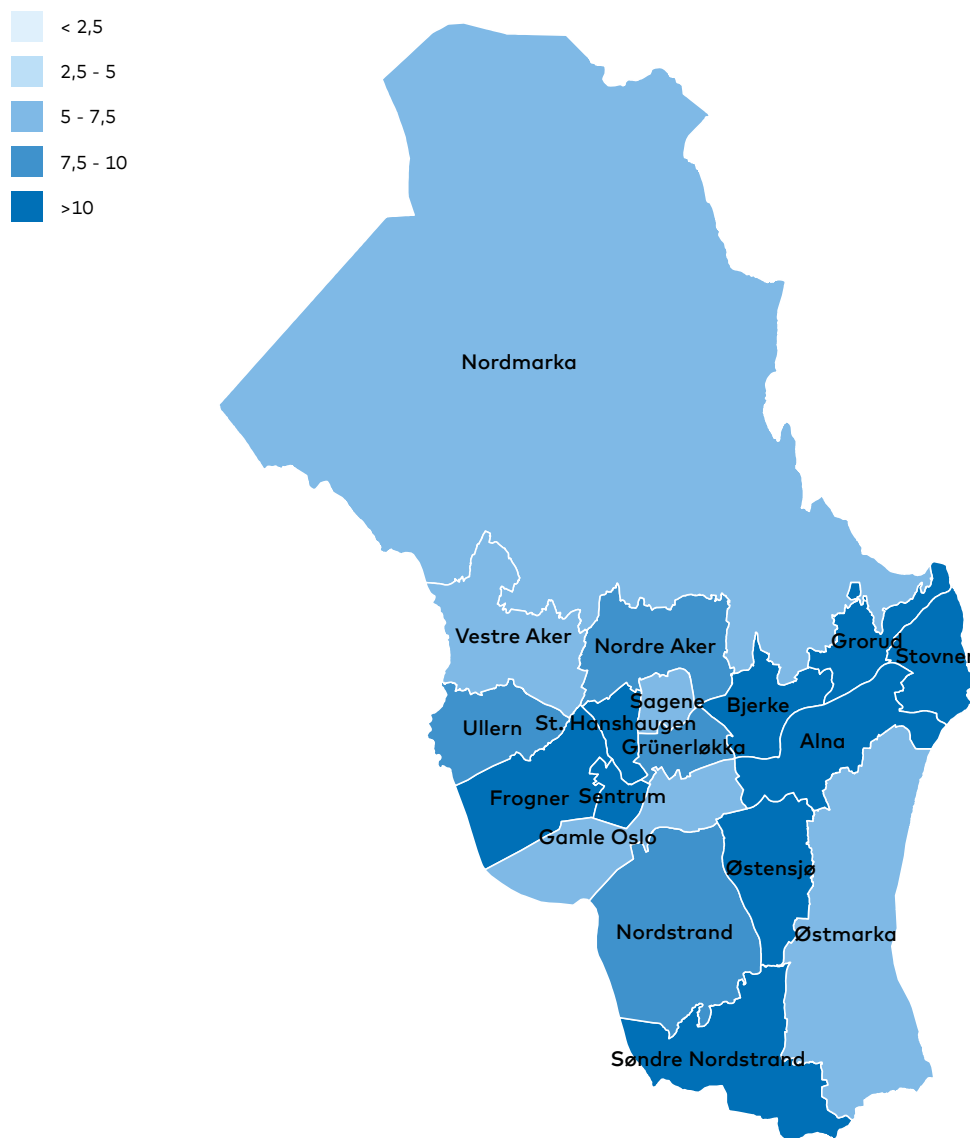 < 2,5
2,5 - 5
5 - 7,5
7,5 - 10
>10
Nordmarka
Vestre Aker
Nordre Aker
Grorud
Stovner
Sagene
Bjerke
Ullern
St. Hanshaugen
Grünerløkka
Alna
Frogner
Sentrum
Gamle Oslo
Østensjø
Nordstrand
Østmarka
Søndre Nordstrand